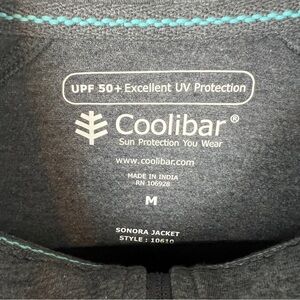 UPF 50+ Excellent UV Protection
Coolibar®
Sun Protection You Wear
www.coolibar.com
MADE IN INDIA
RN 106928
M
SONORA JACKET
STYLE : 10610